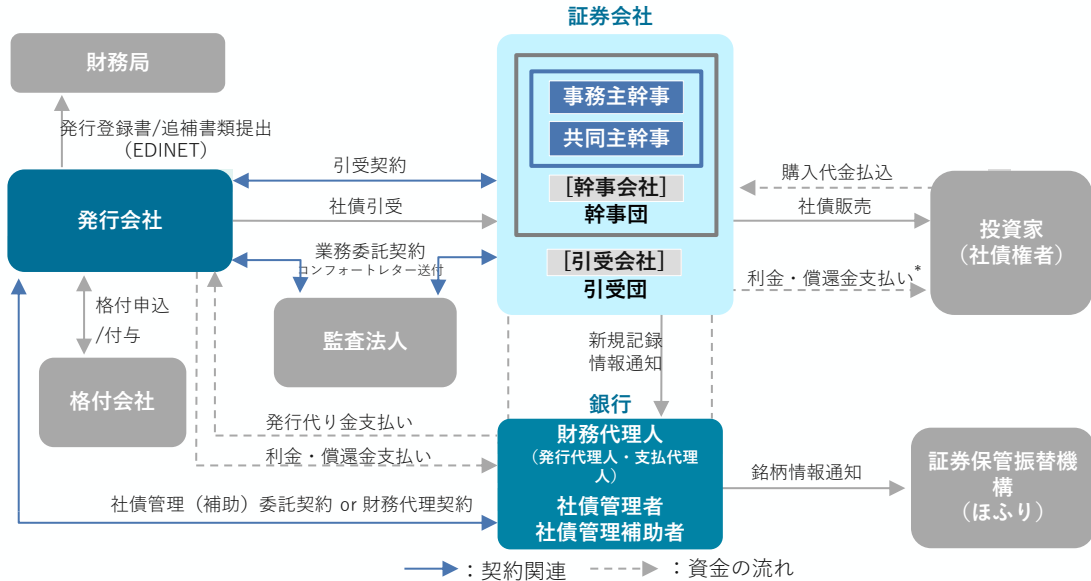 証券会社
財務局
事務主幹事
共同主幹事
発行登録書/追補書類提出
（EDINET）
引受契約
購入代金払込
［幹事会社］
幹事団
発行会社
社債引受
社債販売
投資家
（社債権者）
業務委託契約
コンフォートレター送付
［引受会社］
引受団
利金・償還金支払い*
格付申込
/付与
監査法人
新規記録
情報通知
格付会社
銀行
発行代り金支払い
財務代理人
（発行代理人・支払代理
人）
利金・償還金支払い
銘柄情報通知
証券保管振替機
構
（ほふり）
社債管理（補助）委託契約 or 財務代理契約
社債管理者
社債管理補助者
：契約関連
：資金の流れ